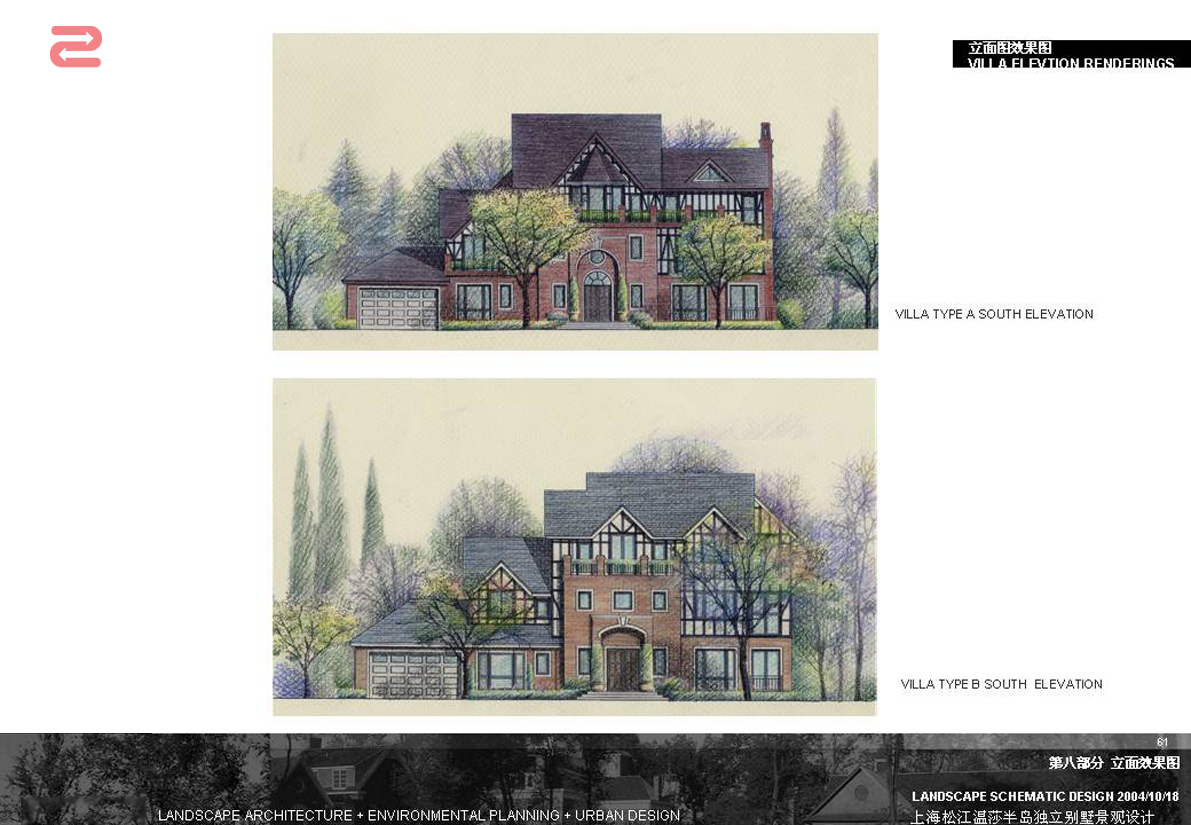 立面图效果图
VILLA ELEVTION RENDERINGS
VILLA TYPE A SOUTH ELEVATION
VILLA TYPE B SOUTH ELEVATION
61
第八部分 立面效果图
LANDSCAPE SCHEMATIC DESIGN 2004/10/18
LANDSCAPE ARCHITECTURE + ENVIRONMENTAL PLANNING + URBAN DESIGN
上海松江温莎半岛独立别墅景观设计